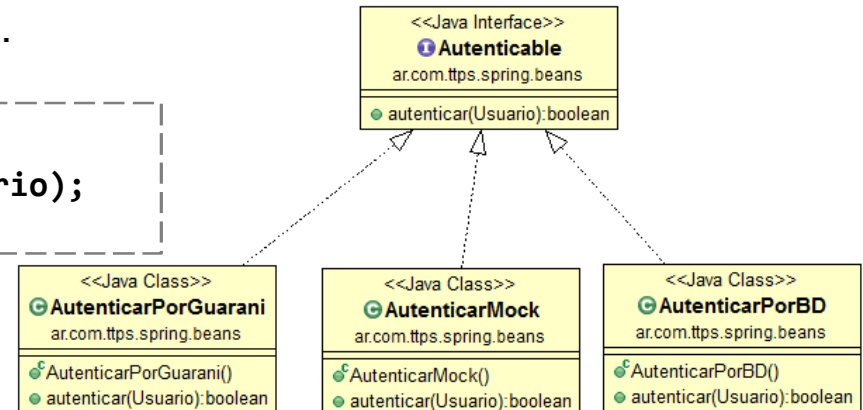 .
rio);
<<Java Interface>>
Autenticable
ar.com.ttps.spring.beans
autenticar(Usuario):boolean
<<Java Class>>
AutenticarPorGuarani
ar.com.ttps.spring.beans
AutenticarPorGuarani()
autenticar(Usuario):boolean
<<Java Class>>
AutenticarMock
ar.com.ttps.spring.beans
AutenticarMock()
autenticar(Usuario):boolean
<<Java Class>>
AutenticarPorBD
ar.com.ttps.spring.beans
AutenticarPorBD()
autenticar(Usuario):boolean